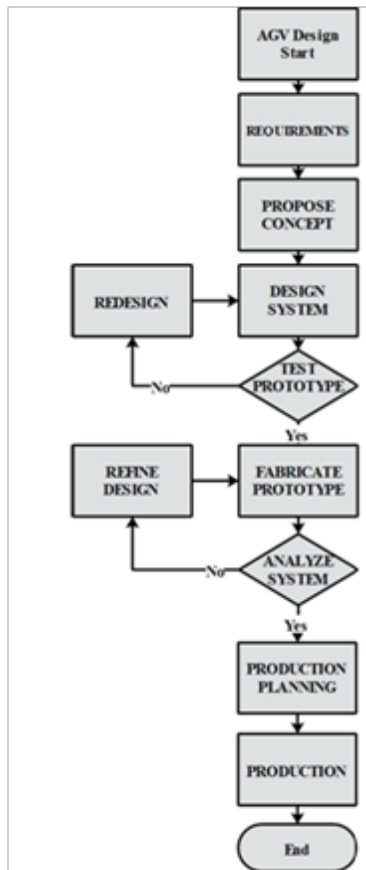 AGV Design
Start
REQUIREMENTS
PROPOSE
CONCEPT
REDESIGN
DESIGN
SYSTEM
TEST
PROTOTYPE
No
Yes
REFINE
DESIGN
FABRICATE
PROTOTYPE
ANALYZE
SYSTEM
No
Yes
PRODUCTION
PLANNING
PRODUCTION
End